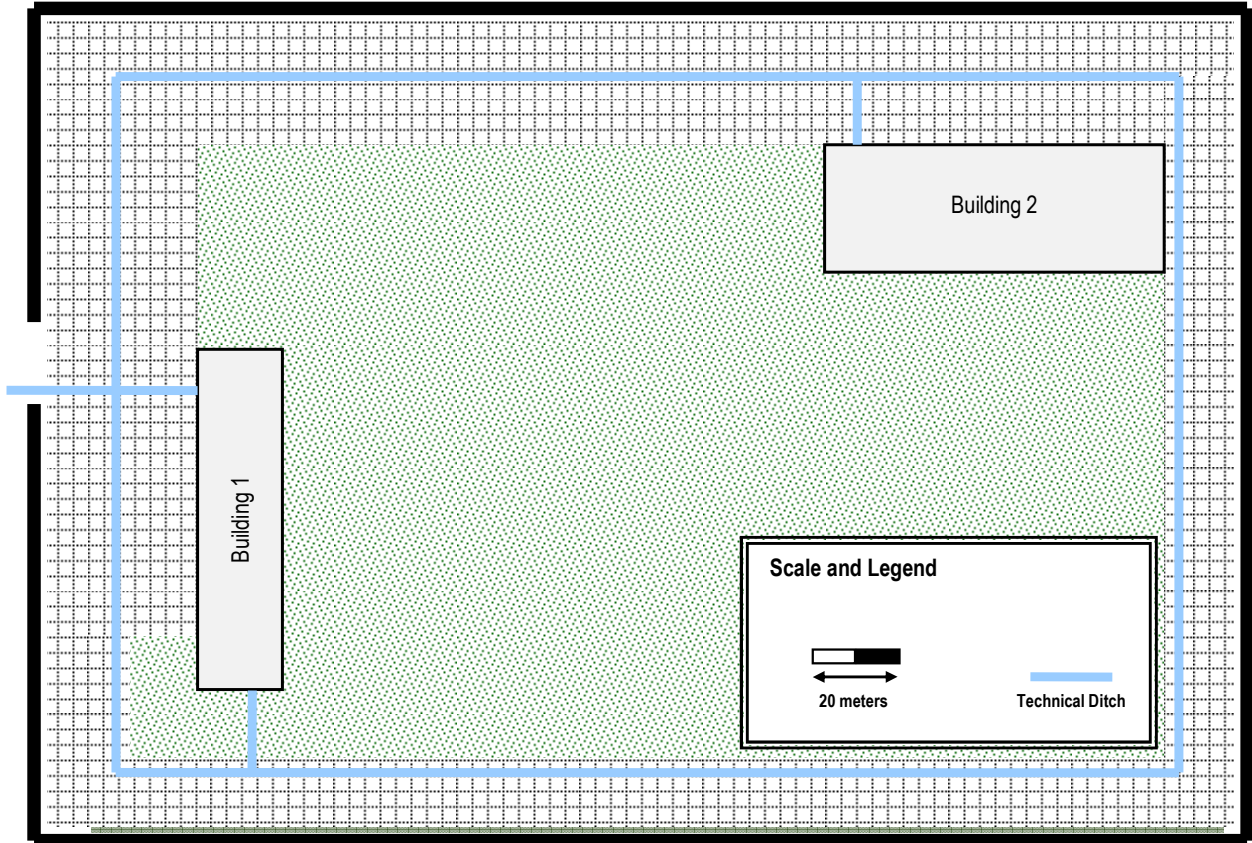 Building 2
Building 1
Scale and Legend
20 meters
Technical Ditch